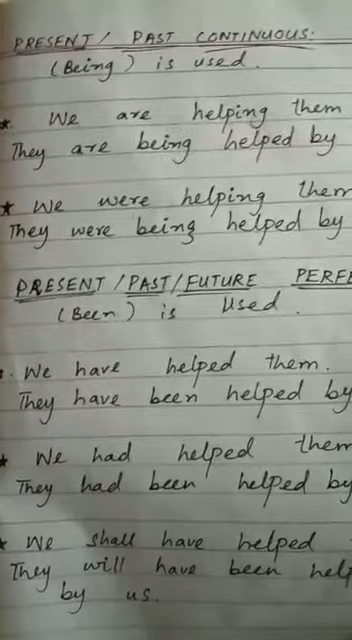 PRESENT / PAST CONTINUOUS:
(Being) is used.
* We are helping them
They are being helped by
* We were helping them
They were being helped by
PRESENT / PAST / FUTURE PERFE
(Been) is used.
We have helped them.
They have been helped by
* We had helped them
They had been helped by
* We shall have helped
They will have been help
by us.